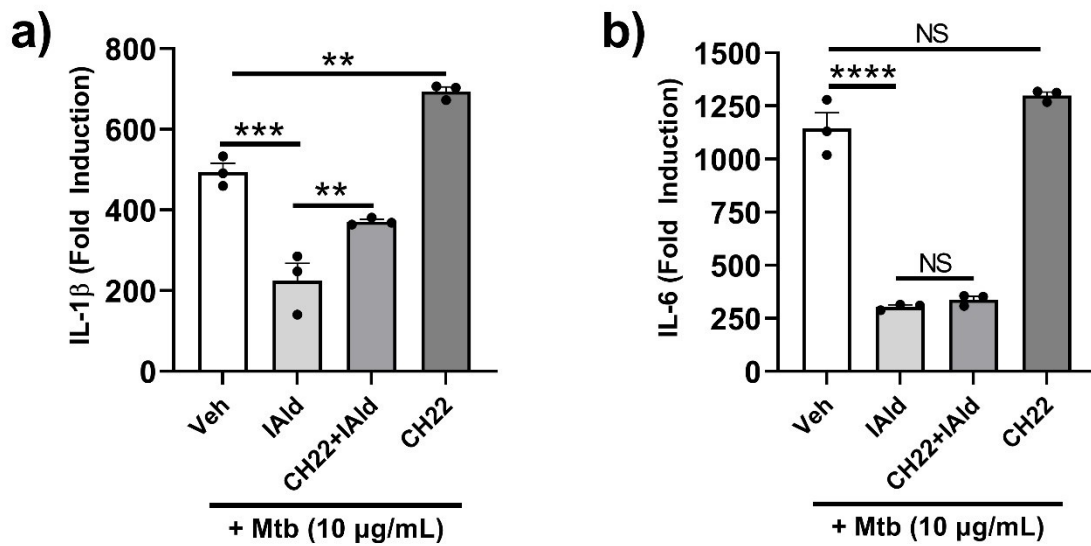 a)
IL-1β (Fold Induction)
800
600
400
200
0
**
***
**
Veh
IAld
CH22+IAld
CH22
+ Mtb (10 µg/mL)
b)
IL-6 (Fold Induction)
1500
1250
1000
750
500
250
0
NS
****
NS
Veh
IAld
CH22+IAld
CH22
+ Mtb (10 µg/mL)